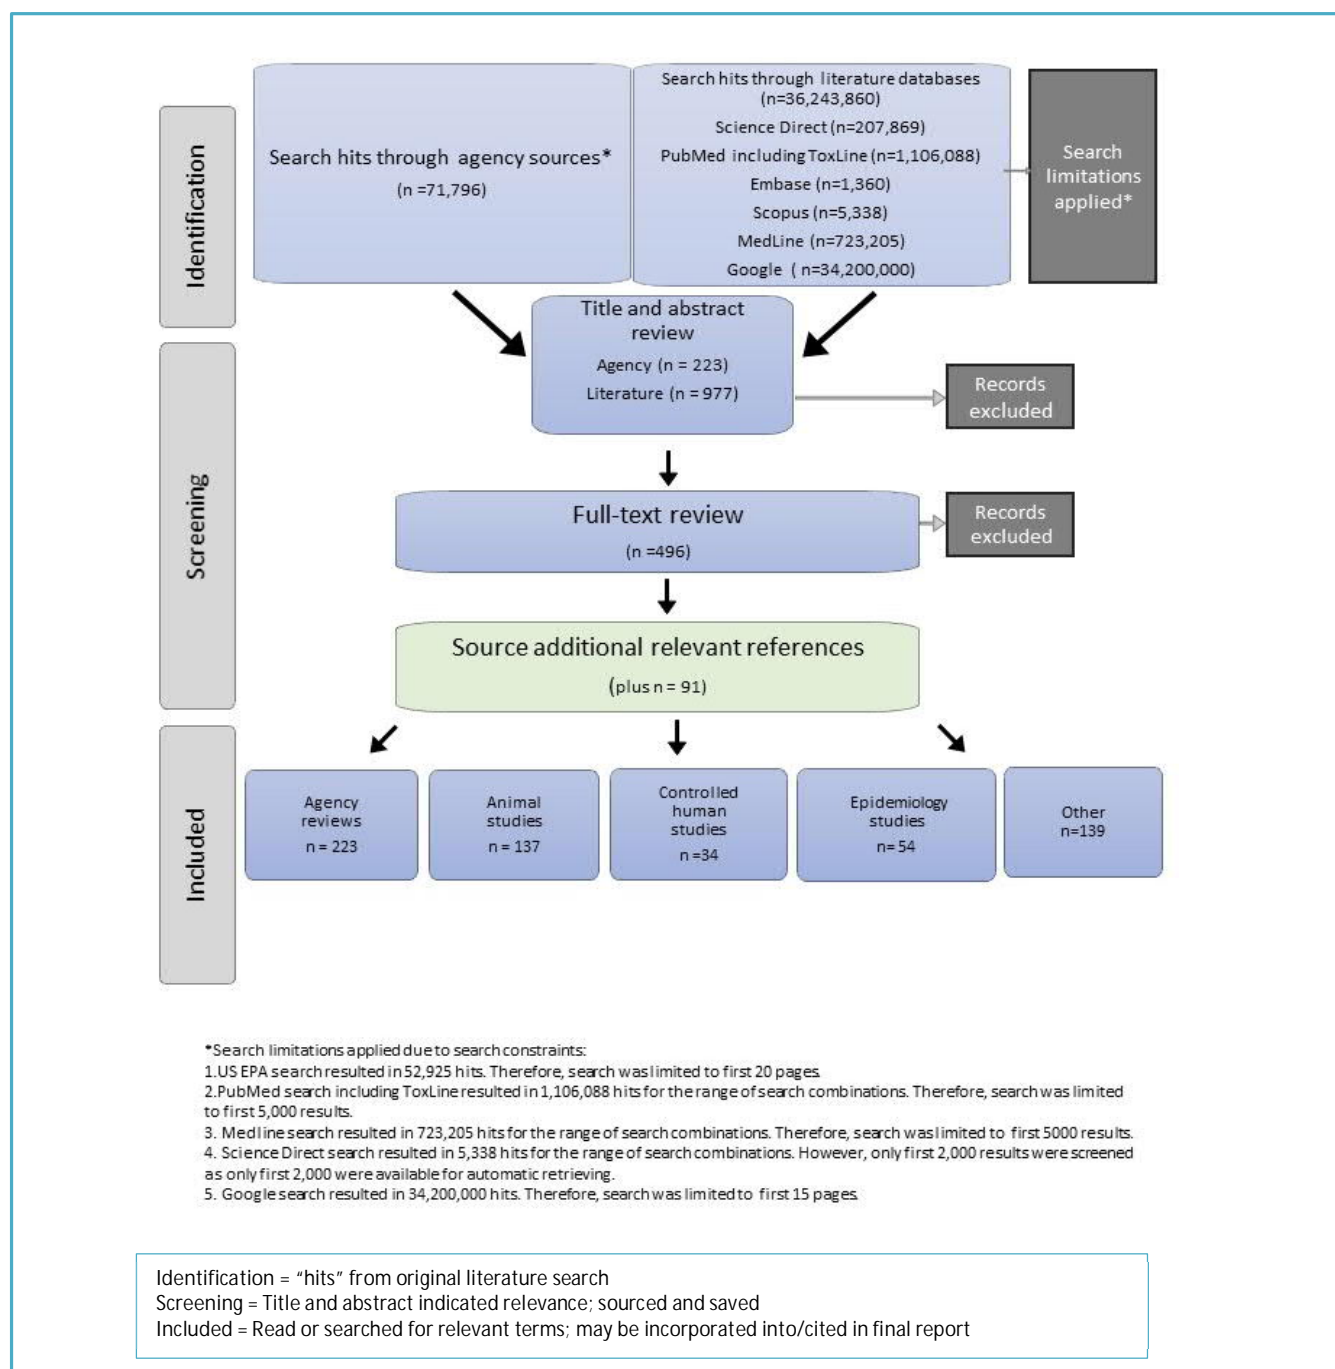 Identification
Search hits through agency sources*
(n =71,796)
Search hits through literature databases
(n=36,243,860)
Science Direct (n=207,869)
PubMed including ToxLine (n=1,106,088)
Embase (n=1,360)
Scopus (n=5,338)
MedLine (n=723,205)
Google ( n=34,200,000)
Search
limitations
applied*
Screening
Title and abstract
review
Agency (n = 223)
Literature (n = 977)
Records
excluded
Full-text review
(n =496)
Records
excluded
Source additional relevant references
(plus n = 91)
Included
Agency
reviews
n = 223
Animal
studies
n = 137
Controlled
human
studies
n =34
Epidemiology
studies
n= 54
Other
n=139
*Search limitations applied due to search constraints:
1.US EPA search resulted in 52,925 hits. Therefore, search was limited to first 20 pages.
2.PubMed search including ToxLine resulted in 1,106,088 hits for the range of search combinations. Therefore, search was limited
to first 5,000 results.
3. Medline search resulted in 723,205 hits for the range of search combinations. Therefore, search was limited to first 5000 results.
4. Science Direct search resulted in 5,338 hits for the range of search combinations. However, only first 2,000 results were screened
as only first 2,000 were available for automatic retrieving.
5. Google search resulted in 34,200,000 hits. Therefore, search was limited to first 15 pages.
Identification = “hits” from original literature search
Screening = Title and abstract indicated relevance; sourced and saved
Included = Read or searched for relevant terms; may be incorporated into/cited in final report